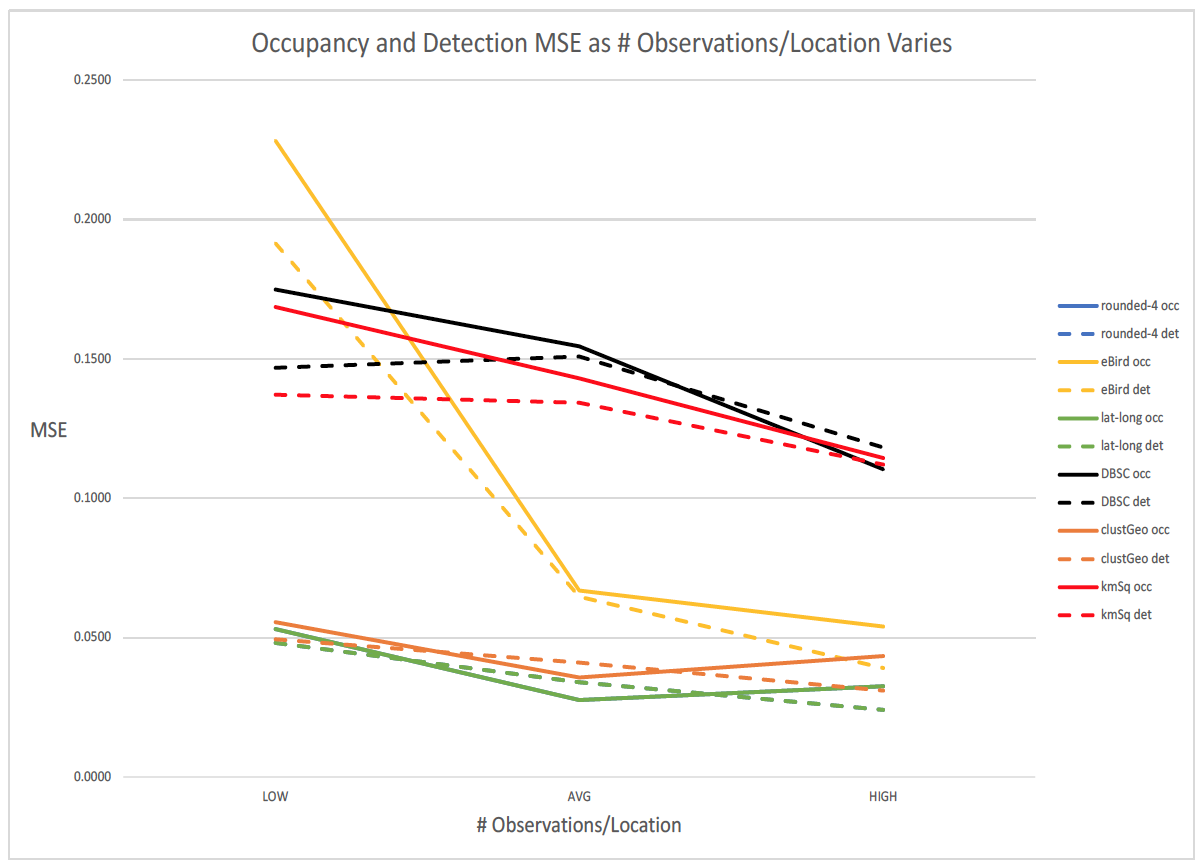 Occupancy and Detection MSE as # Observations/Location Varies
0.2500
0.2000
0.1500
0.1000
0.0500
0.0000
MSE
LOW
AVG
HIGH
# Observations/Location
rounded-4 occ
rounded-4 det
eBird occ
eBird det
lat-long occ
lat-long det
DBSC occ
DBSC det
clustGeo occ
clustGeo det
kmSq occ
kmSq det